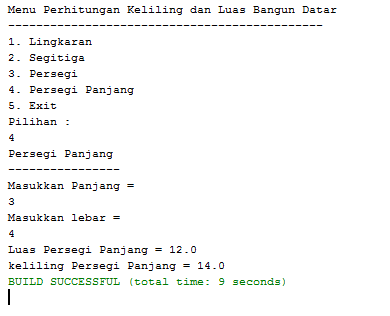 Menu Perhitungan Keliling dan Luas Bangun Datar
---------------------------------------------
1. Lingkaran
2. Segitiga
3. Persegi
4. Persegi Panjang
5. Exit
Pilihan :
4
Persegi Panjang
----------------
Masukkan Panjang =
3
Masukkan lebar =
4
Luas Persegi Panjang = 12.0
keliling Persegi Panjang = 14.0
BUILD SUCCESSFUL (total time: 9 seconds)